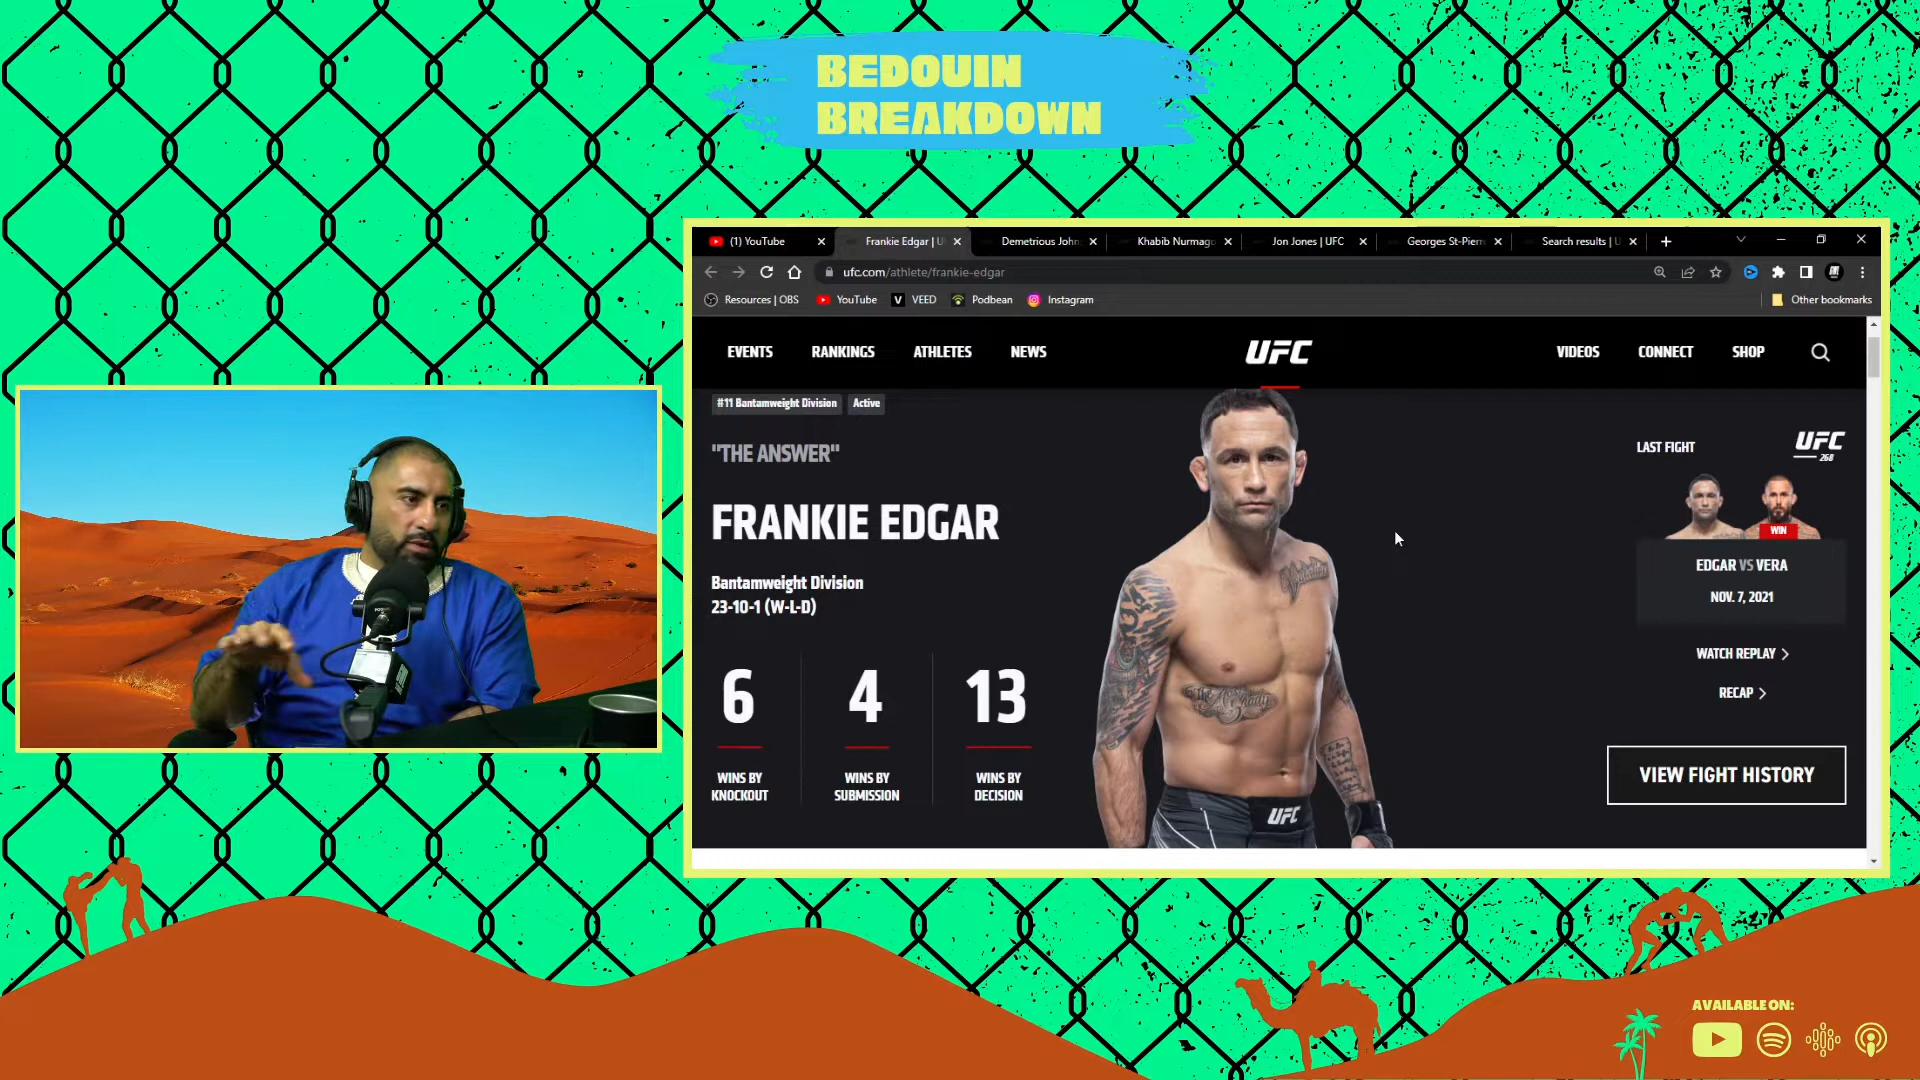 BEDOUIN
BREAKDOWN
(1) YouTube
Frankie Edgar | U
Demetrious John
Khabib Nurmago
Jon Jones | UFC
Georges St-Pierr
Search results | U
ufc.com/athlete/frankie-edgar
Resources | OBS
YouTube
VEED
Podbean
Instagram
Other bookmarks
EVENTS
RANKINGS
ATHLETES
NEWS
UFC
VIDEOS
CONNECT
SHOP
#11 Bantamweight Division
Active
"THE ANSWER"
FRANKIE EDGAR
Bantamweight Division
23-10-1 (W-L-D)
6
WINS BY
KNOCKOUT
4
WINS BY
SUBMISSION
13
WINS BY
DECISION
UFC
LAST FIGHT
UFC
268
WIN
EDGAR VS VERA
NOV. 7, 2021
WATCH REPLAY
RECAP
VIEW FIGHT HISTORY
AVAILABLE ON: